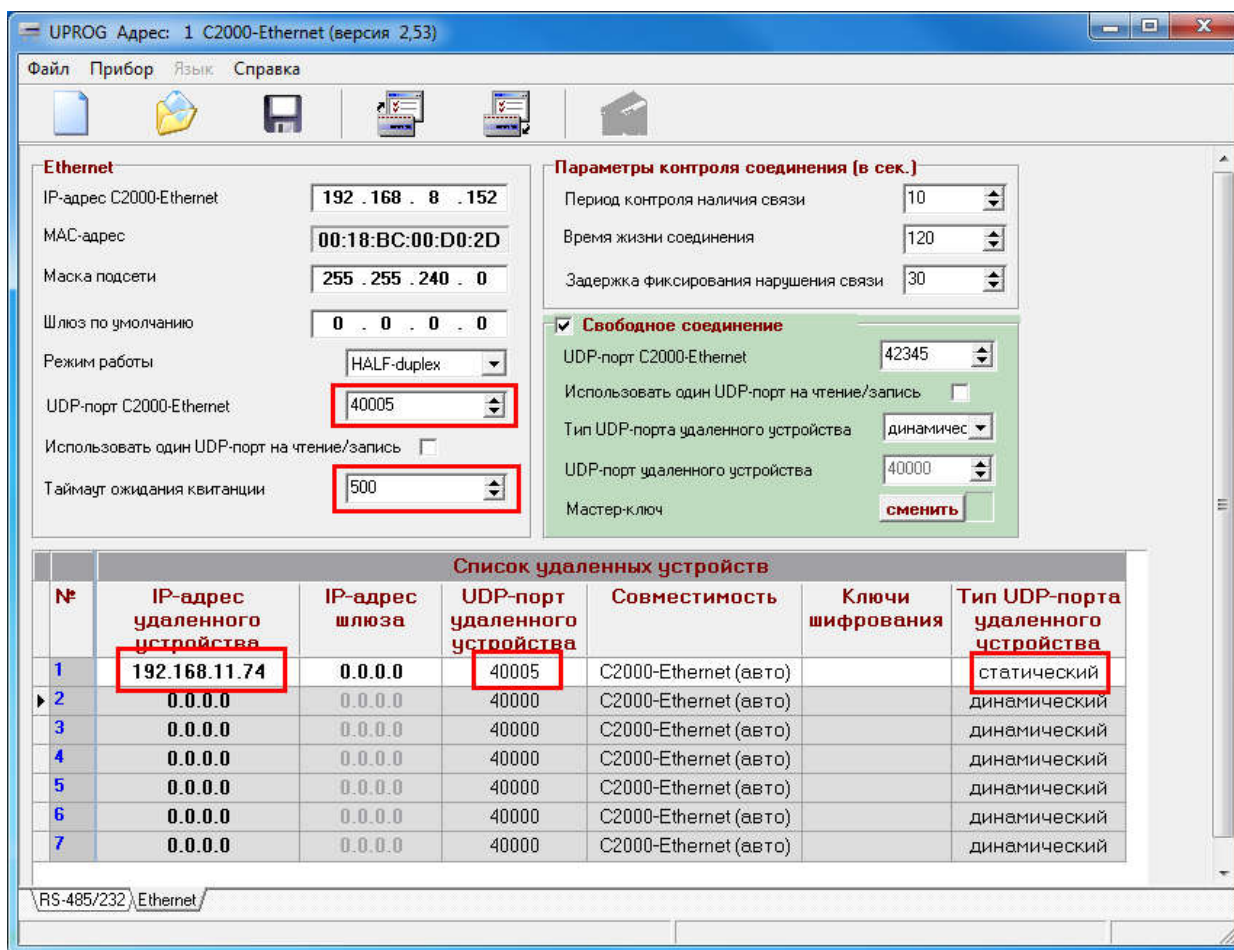 UPROG Адрес: 1 C2000-Ethernet (версия 2,53)
Файл Прибор Язык Справка
Ethernet
IP-адрес C2000-Ethernet 192 . 168 . 8 . 152
MAC-адрес 00:18:BC:00:D0:2D
Маска подсети 255 . 255 . 240 . 0
Шлюз по умолчанию 0 . 0 . 0 . 0
Режим работы HALF-duplex
UDP-порт C2000-Ethernet 40005
Использовать один UDP-порт на чтение/запись
Таймаут ожидания квитанции 500
Параметры контроля соединения (в сек.)
Период контроля наличия связи 10
Время жизни соединения 120
Задержка фиксирования нарушения связи 30
Свободное соединение
UDP-порт C2000-Ethernet 42345
Использовать один UDP-порт на чтение/запись
Тип UDP-порта удаленного устройства динамичес
UDP-порт удаленного устройства 40000
Мастер-ключ сменить
Список удаленных устройств
№ IP-адрес удаленного устройства IP-адрес шлюза UDP-порт удаленного устройства Совместимость Ключи шифрования Тип UDP-порта удаленного устройства
1 192.168.11.74 0.0.0.0 40005 C2000-Ethernet (авто) статический
2 0.0.0.0 0.0.0.0 40000 C2000-Ethernet (авто) динамический
3 0.0.0.0 0.0.0.0 40000 C2000-Ethernet (авто) динамический
4 0.0.0.0 0.0.0.0 40000 C2000-Ethernet (авто) динамический
5 0.0.0.0 0.0.0.0 40000 C2000-Ethernet (авто) динамический
6 0.0.0.0 0.0.0.0 40000 C2000-Ethernet (авто) динамический
7 0.0.0.0 0.0.0.0 40000 C2000-Ethernet (авто) динамический
RS-485/232 Ethernet